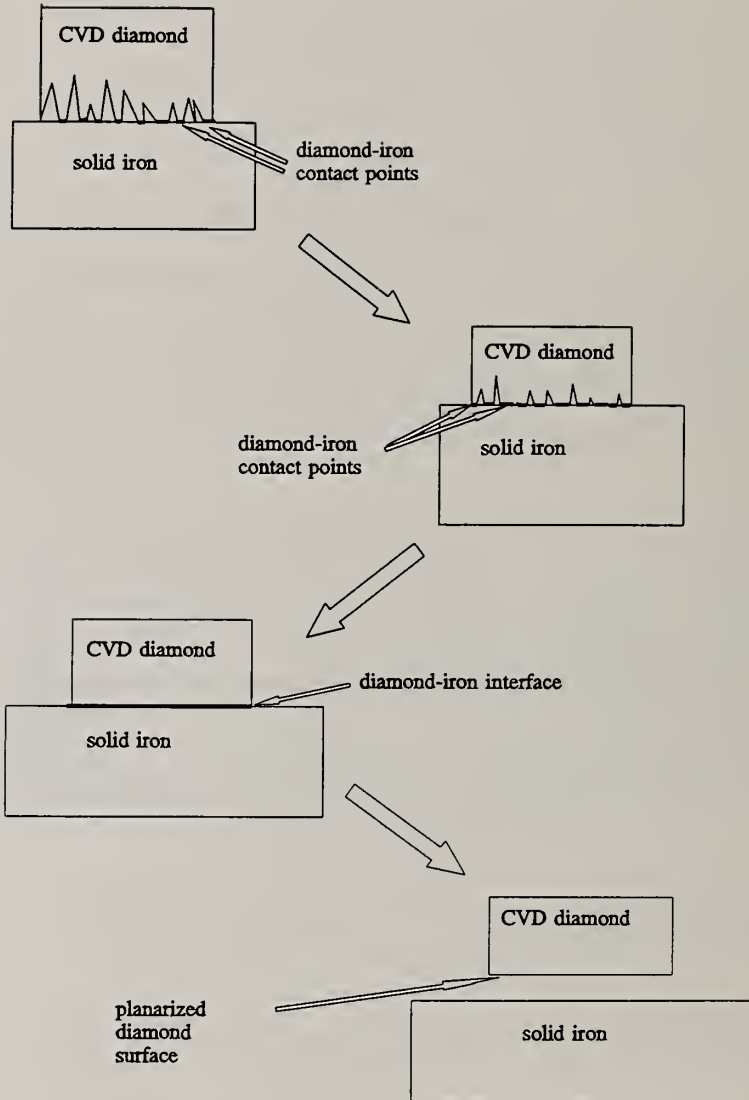 CVD diamond
solid iron
diamond-iron
contact points
CVD diamond
diamond-iron
contact points
solid iron
CVD diamond
diamond-iron interface
solid iron
CVD diamond
planarized
diamond
surface
solid iron